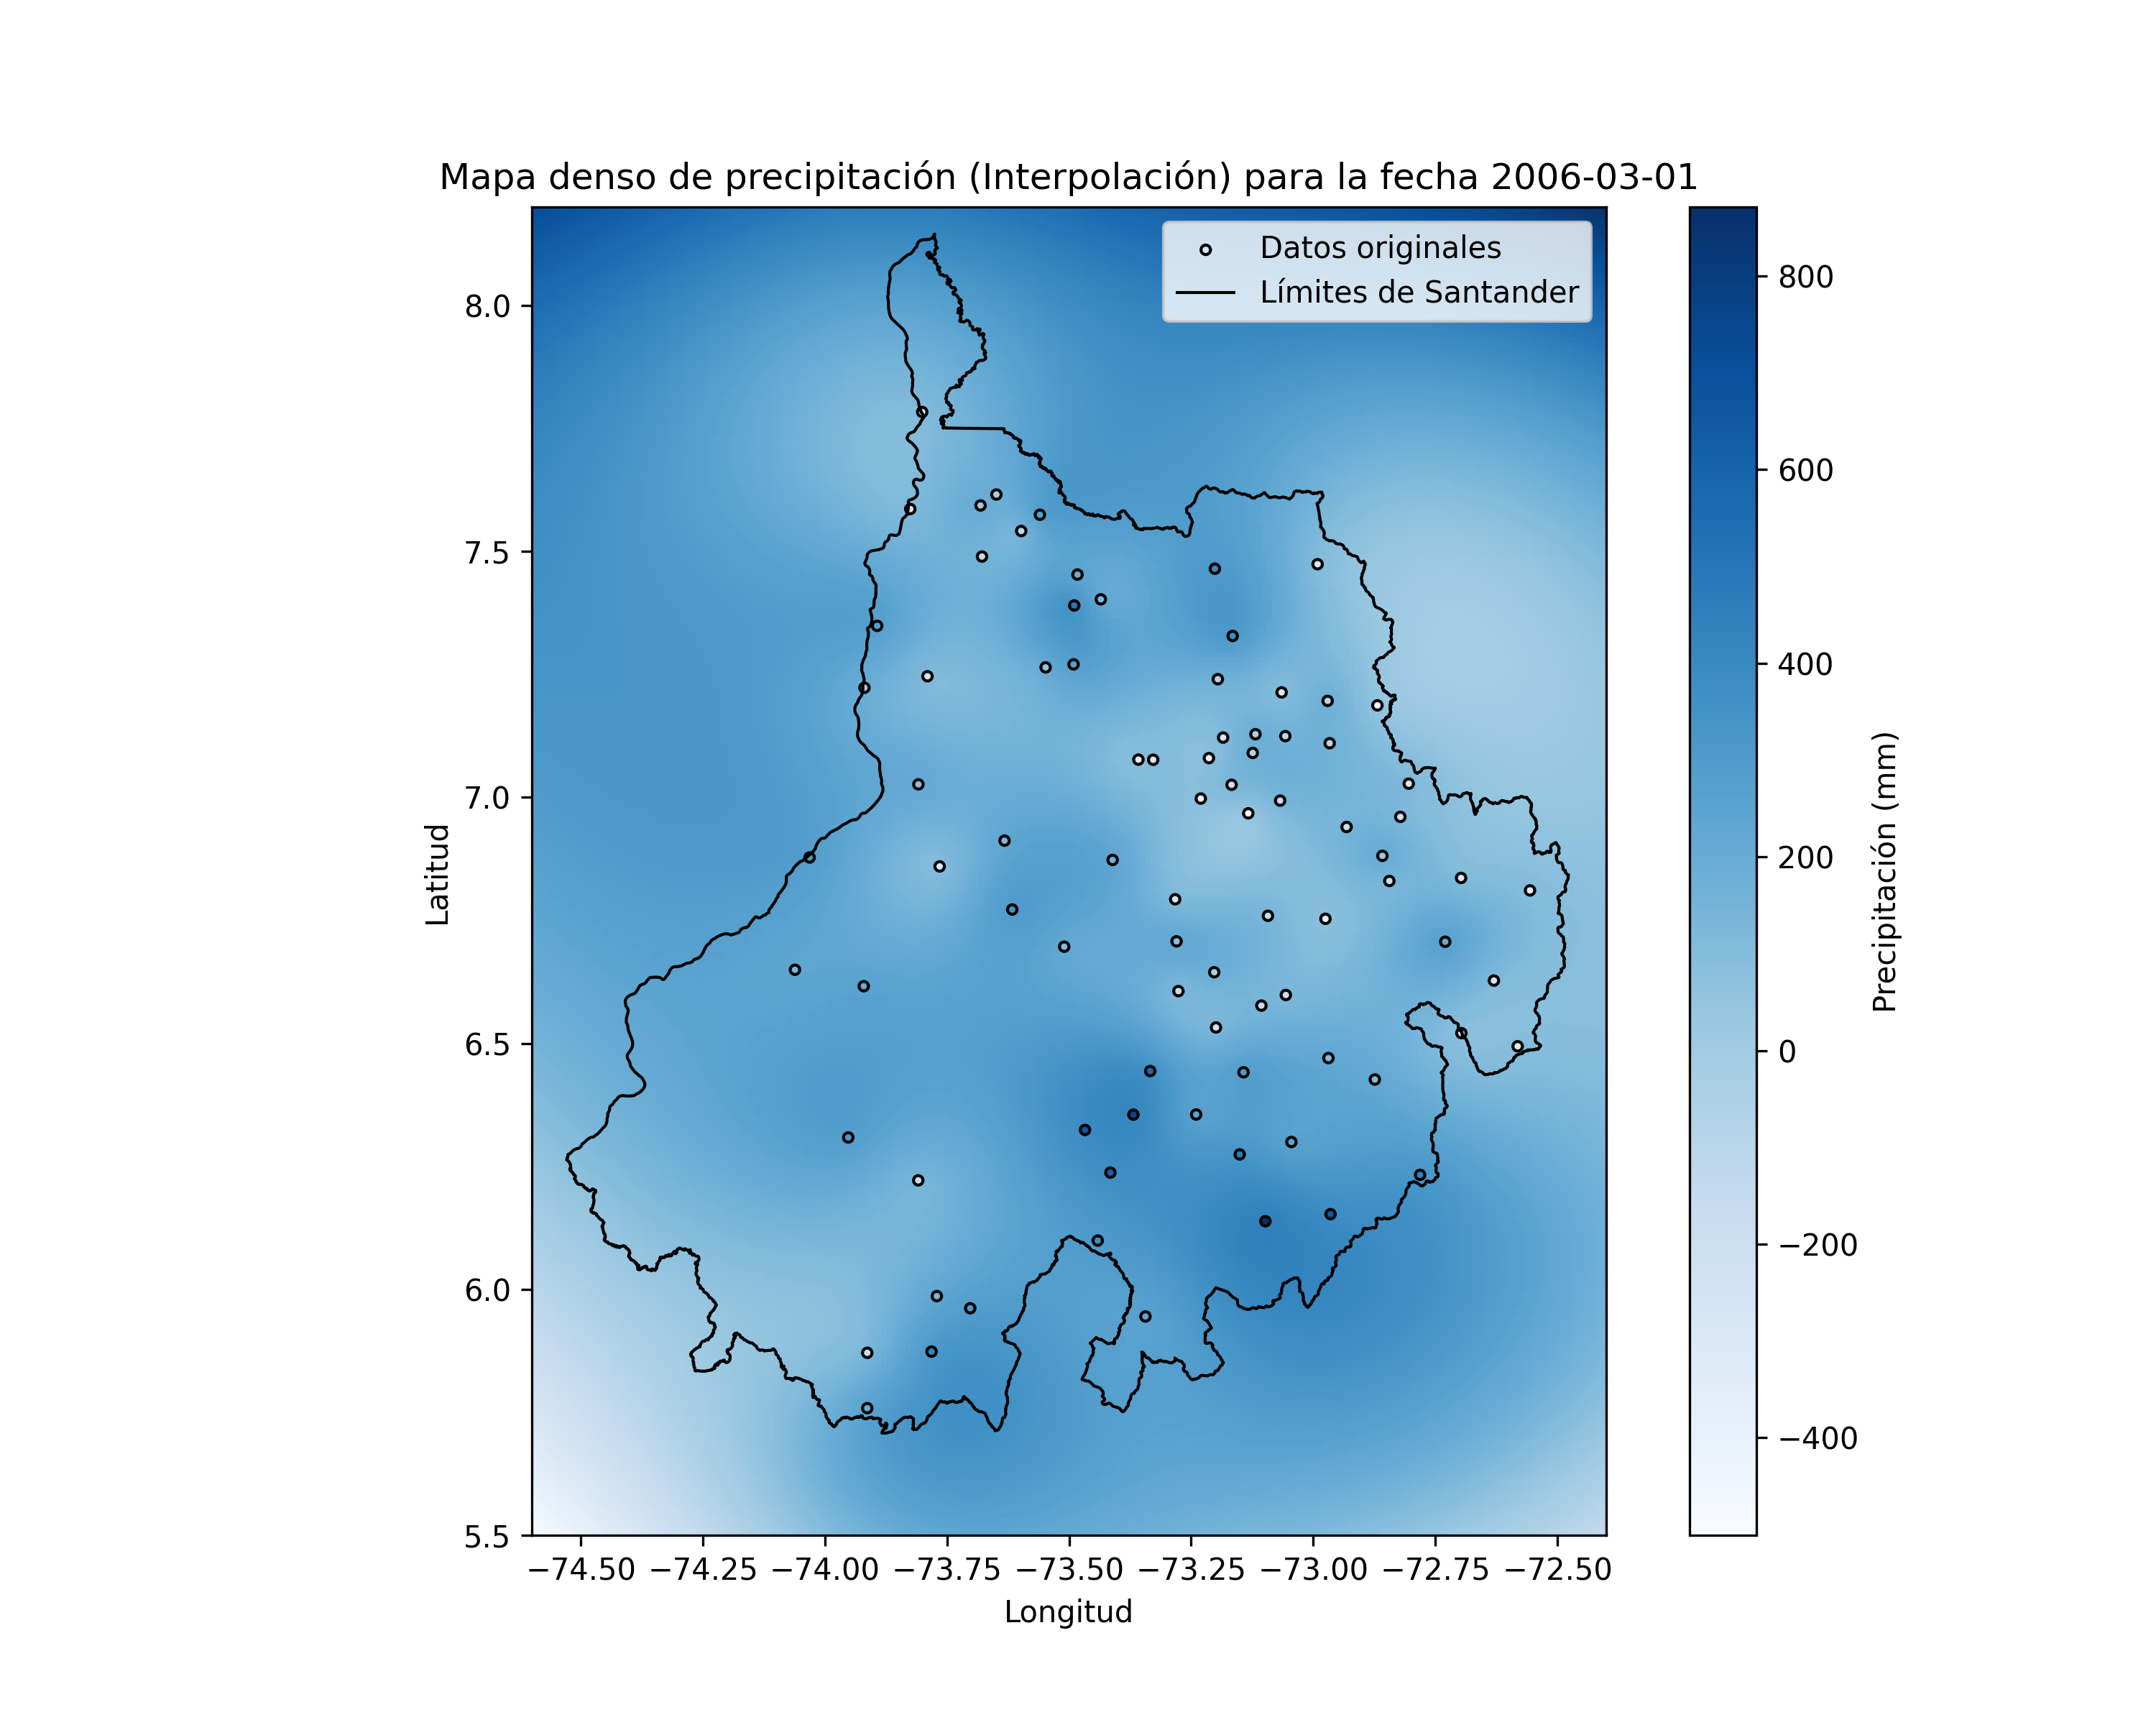 Mapa denso de precipitación (Interpolación) para la fecha 2006-03-01
Datos originales
Límites de Santander
8.0
7.5
7.0
6.5
6.0
5.5
Latitud
−74.50 −74.25 −74.00 −73.75 −73.50 −73.25 −73.00 −72.75 −72.50
Longitud
800
600
400
200
0
−200
−400
Precipitación (mm)